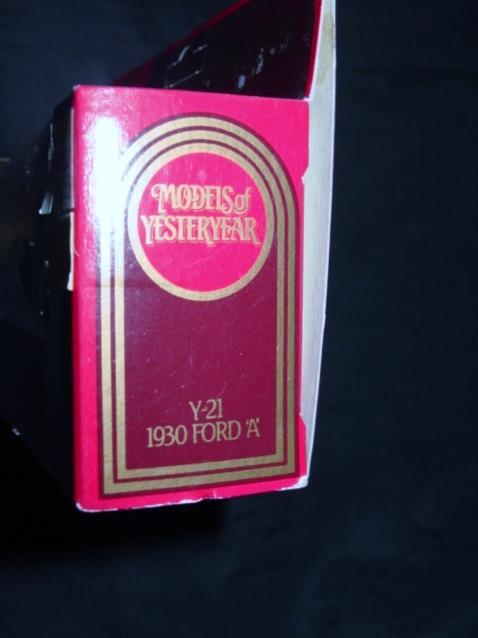 MODELS of
YESTERYEAR
Y-21
1930 FORD 'A'